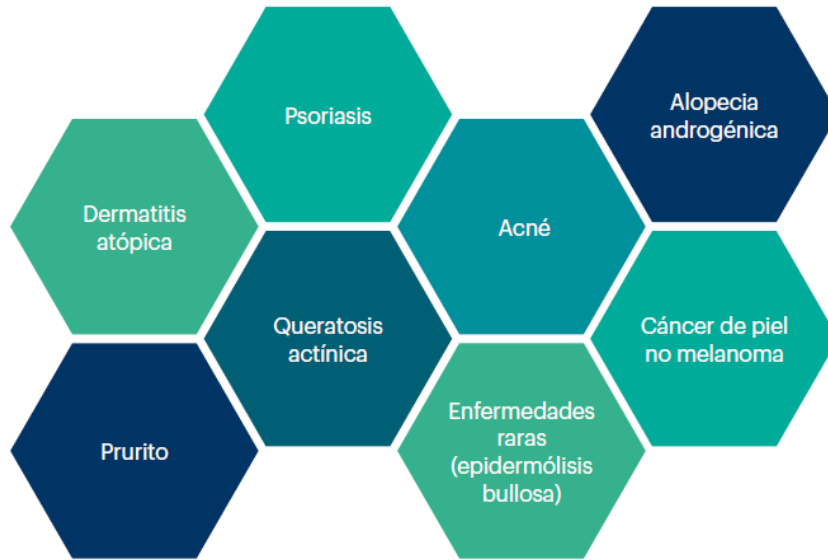 Psoriasis
Alopecia
androgénica
Dermatitis
atópica
Acné
Queratosis
actínica
Cáncer de piel
no melanoma
Prurito
Enfermedades
raras
(epidermólisis
bullosa)